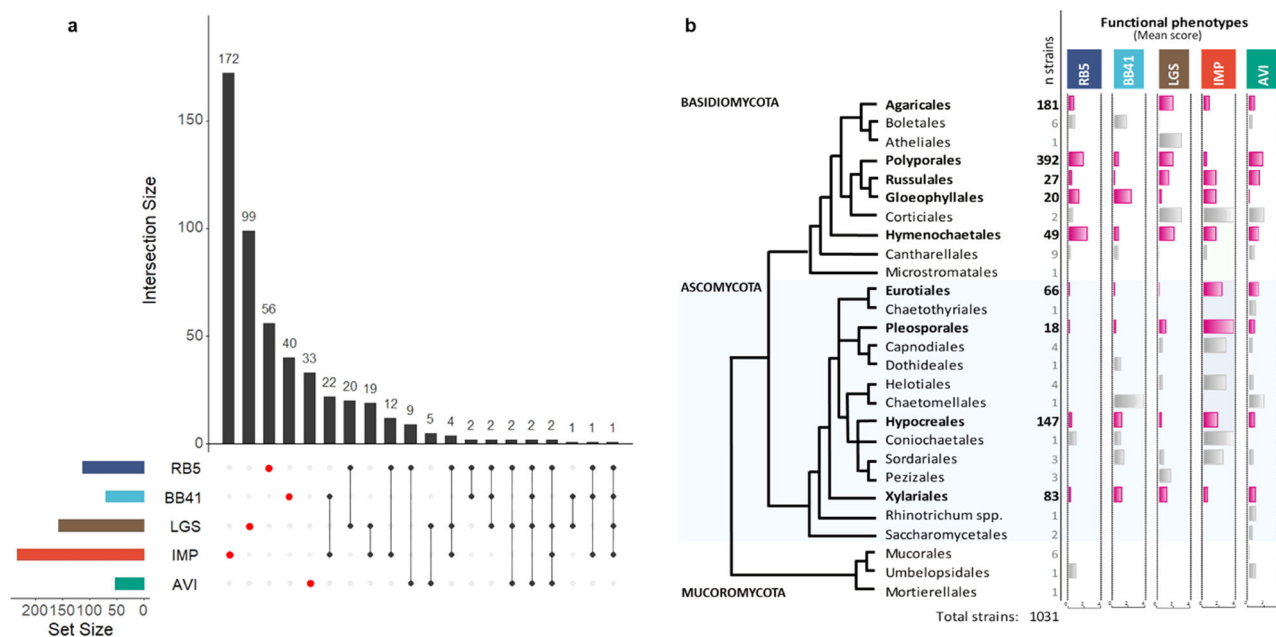 a
Intersection Size
150
100
50
0
172
99
56
40
33
22
20
19
12
9
5
4
2
2
2
2
2
1
1
1
RB5
BB41
LGS
IMP
AVI
200 150 100 50 0
Set Size
b
Functional phenotypes
(Mean score)
n strains
RB5
BB41
LGS
IMP
AVI
BASIDIOMYCOTA
Agaricales 181
Boletales 6
Atheliales 1
Polyporales 392
Russulales 27
Gloeophyllales 20
Corticiales 2
Hymenochaetales 49
Cantharellales 9
Microstromatales 1
ASCOMYCOTA
Eurotiales 66
Chaetothyriales 1
Pleosporales 18
Capnodiales 4
Dothideales 1
Helotiales 4
Chaetomellales 1
Hypocreales 147
Coniochaetales 1
Sordariales 3
Pezizales 3
Xylariales 83
Rhinotrichum spp. 1
Saccharomycetales 2
Mucorales 6
Umbelopsidales 1
MUCOROMYCOTA
Mortierellales 1
Total strains: 1031